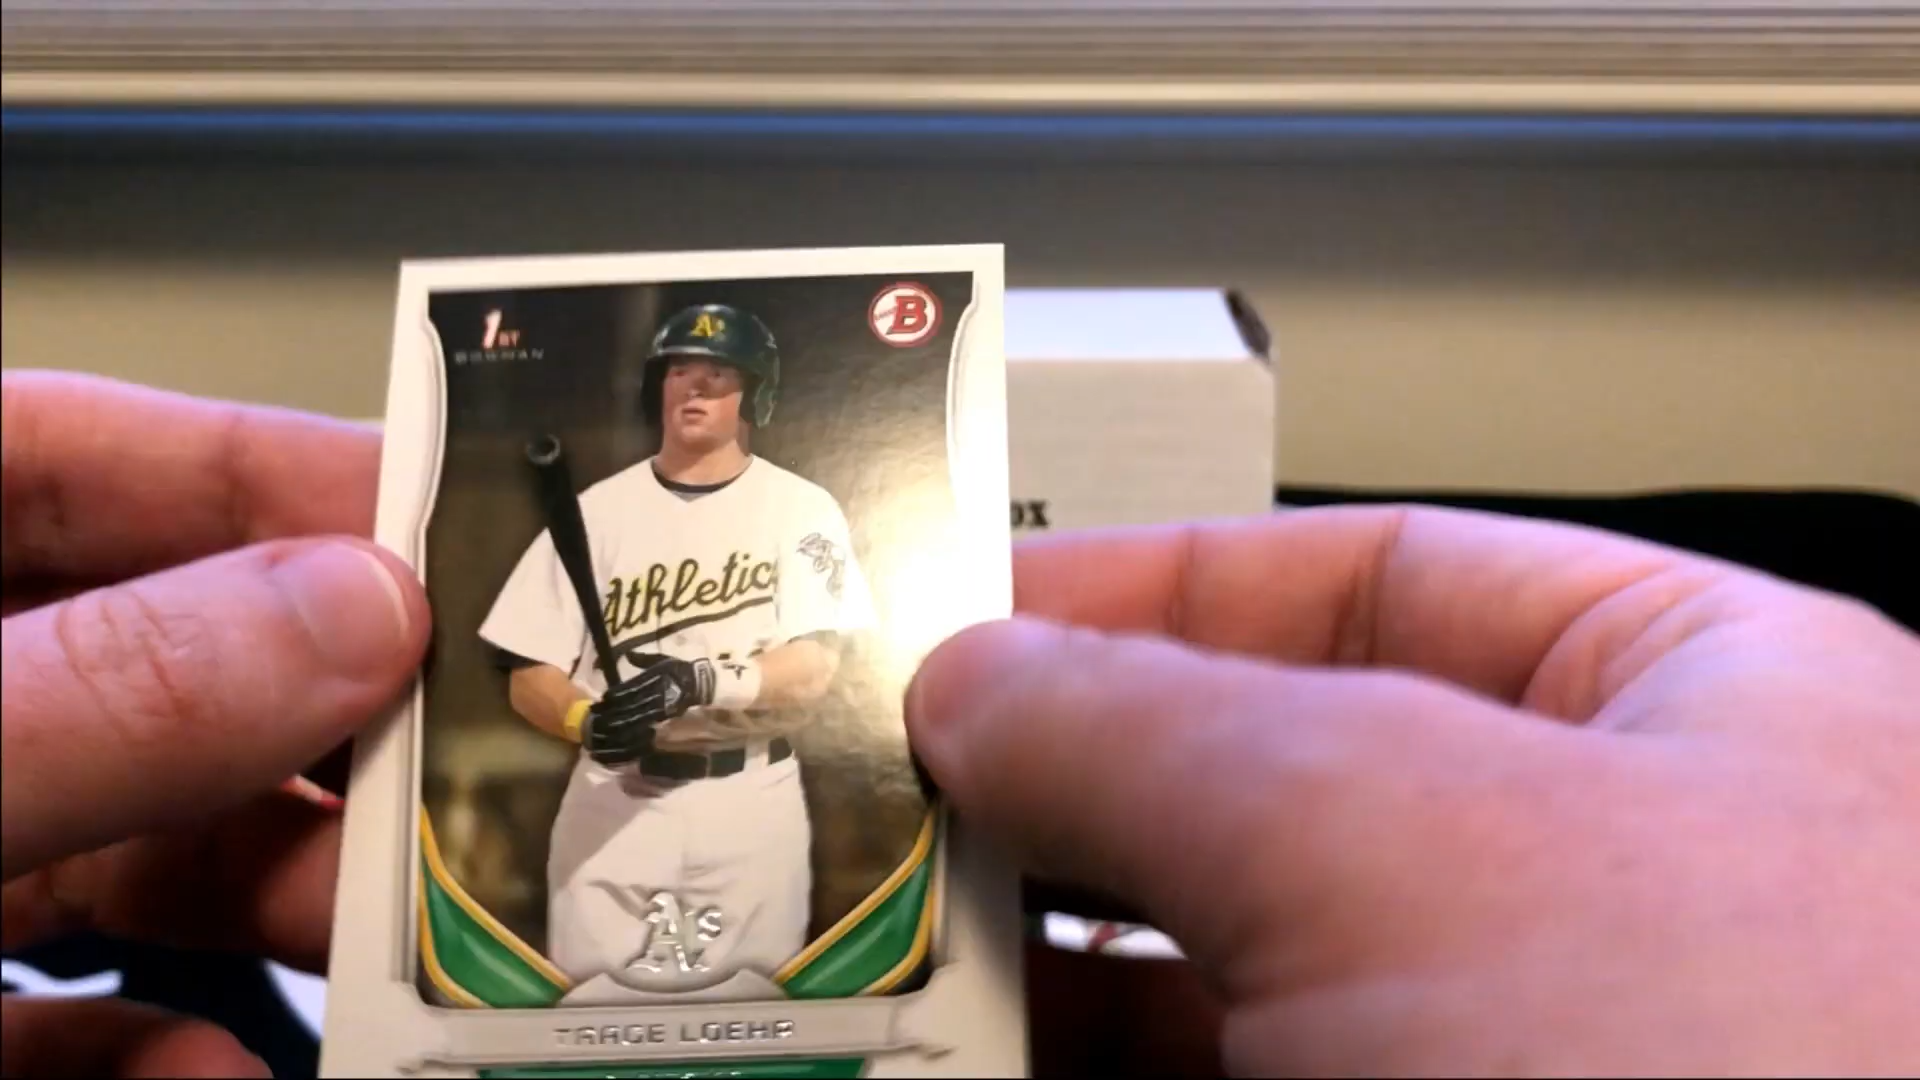 1ST
BOWMAN
B
A's
Athletics
A's
TRACE LOEHR
ox